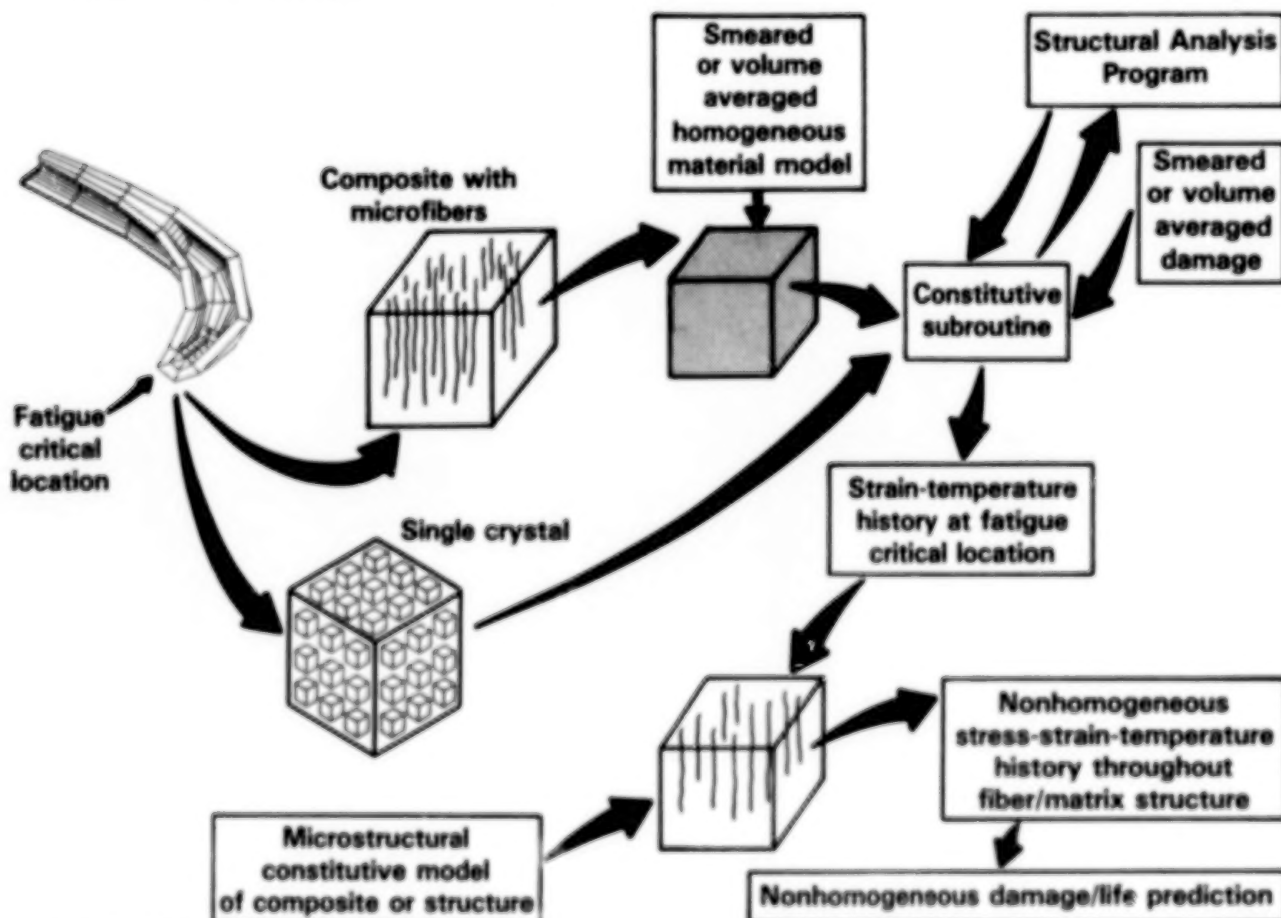 Smeared
or volume
averaged
homogeneous
material model
Structural Analysis
Program
Smeared
or volume
averaged
damage
Composite with
microfibers
Constitutive
subroutine
Fatigue
critical
location
Single crystal
Strain-temperature
history at fatigue
critical location
Nonhomogeneous
stress-strain-temperature
history throughout
fiber/matrix structure
Microstructural
constitutive model
of composite or structure
Nonhomogeneous damage/life prediction